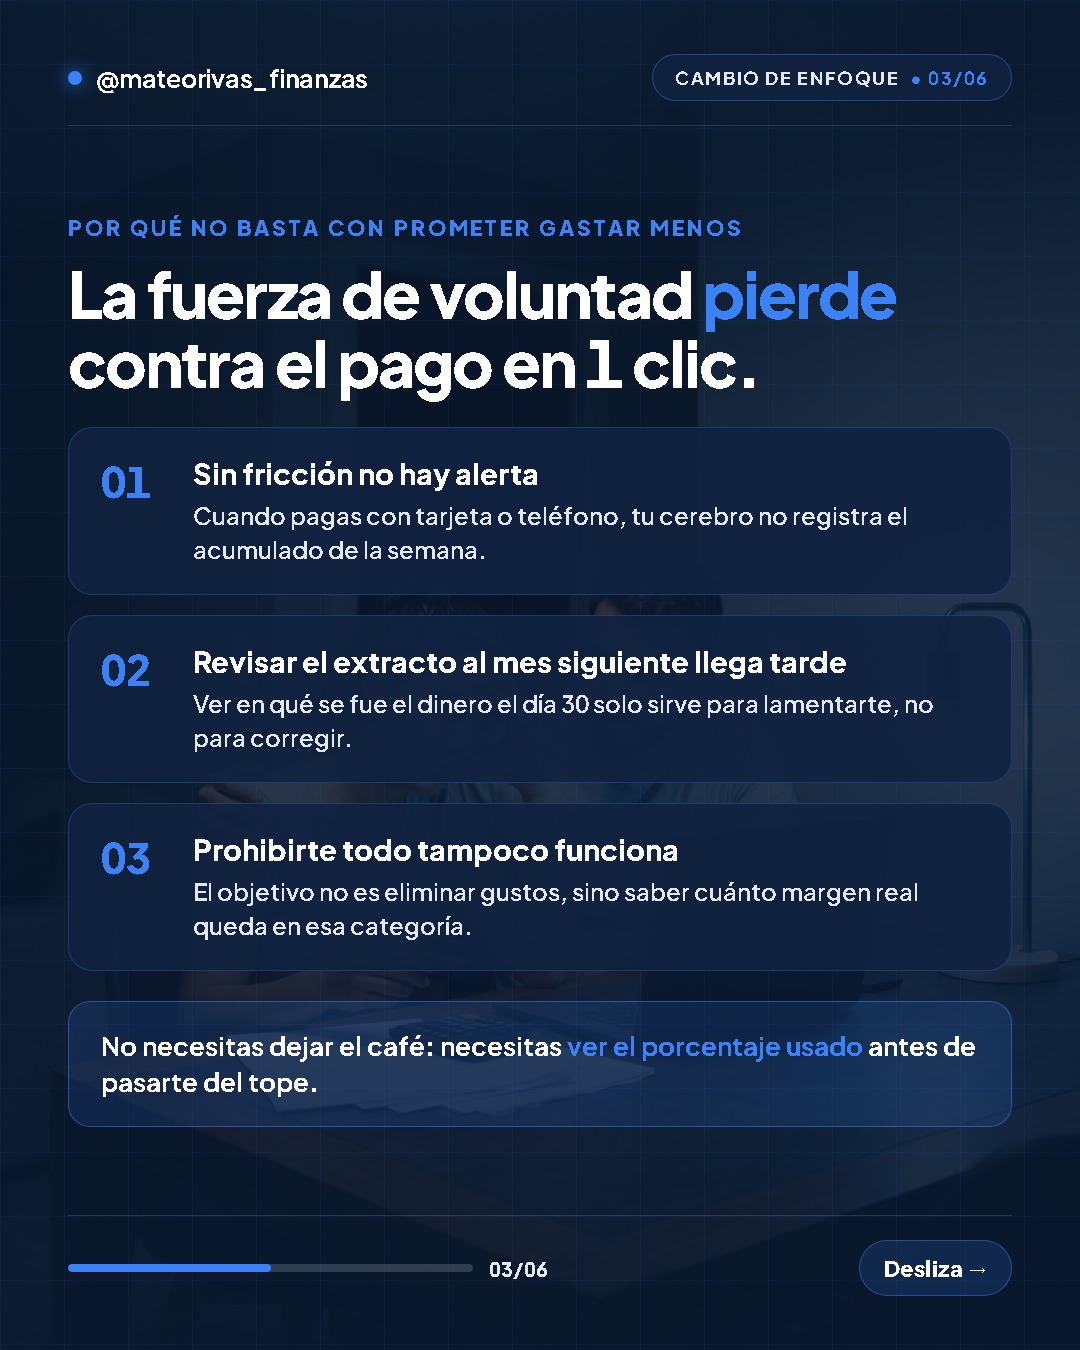 @mateorivas_finanzas
CAMBIO DE ENFOQUE • 03/06
POR QUÉ NO BASTA CON PROMETER GASTAR MENOS
La fuerza de voluntad pierde
contra el pago en 1 clic.
01
Sin fricción no hay alerta
Cuando pagas con tarjeta o teléfono, tu cerebro no registra el
acumulado de la semana.
02
Revisar el extracto al mes siguiente llega tarde
Ver en qué se fue el dinero el día 30 solo sirve para lamentarte, no
para corregir.
03
Prohibirte todo tampoco funciona
El objetivo no es eliminar gustos, sino saber cuánto margen real
queda en esa categoría.
No necesitas dejar el café: necesitas ver el porcentaje usado antes de
pasarte del tope.
03/06
Desliza →